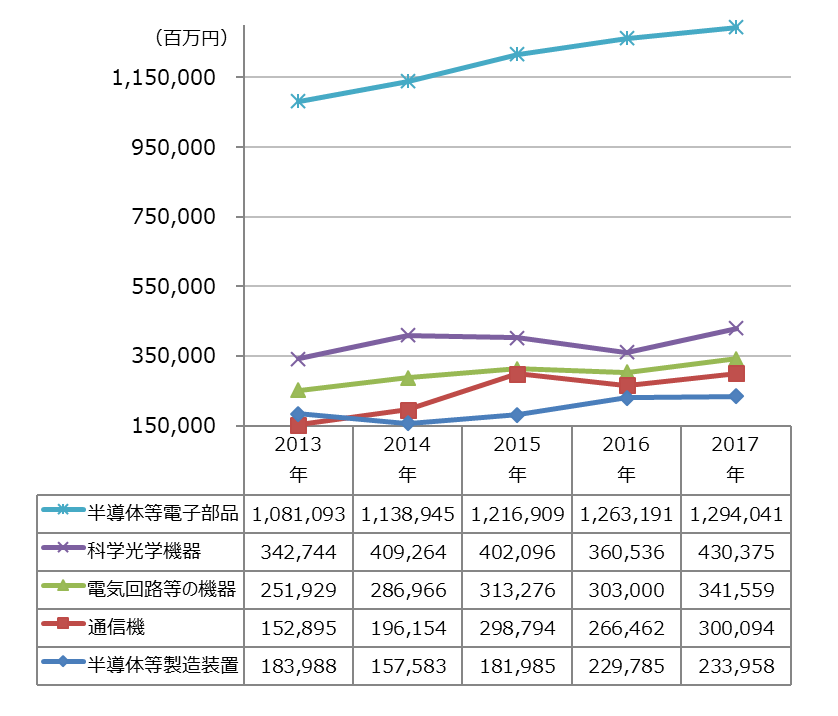 （百万円）
1,150,000
950,000
750,000
550,000
350,000
150,000
2013 2014 2015 2016 2017
年 年 年 年 年
半導体等電子部品 1,081,093 1,138,945 1,216,909 1,263,191 1,294,041
科学光学機器 342,744 409,264 402,096 360,536 430,375
電気回路等の機器 251,929 286,966 313,276 303,000 341,559
通信機 152,895 196,154 298,794 266,462 300,094
半導体等製造装置 183,988 157,583 181,985 229,785 233,958